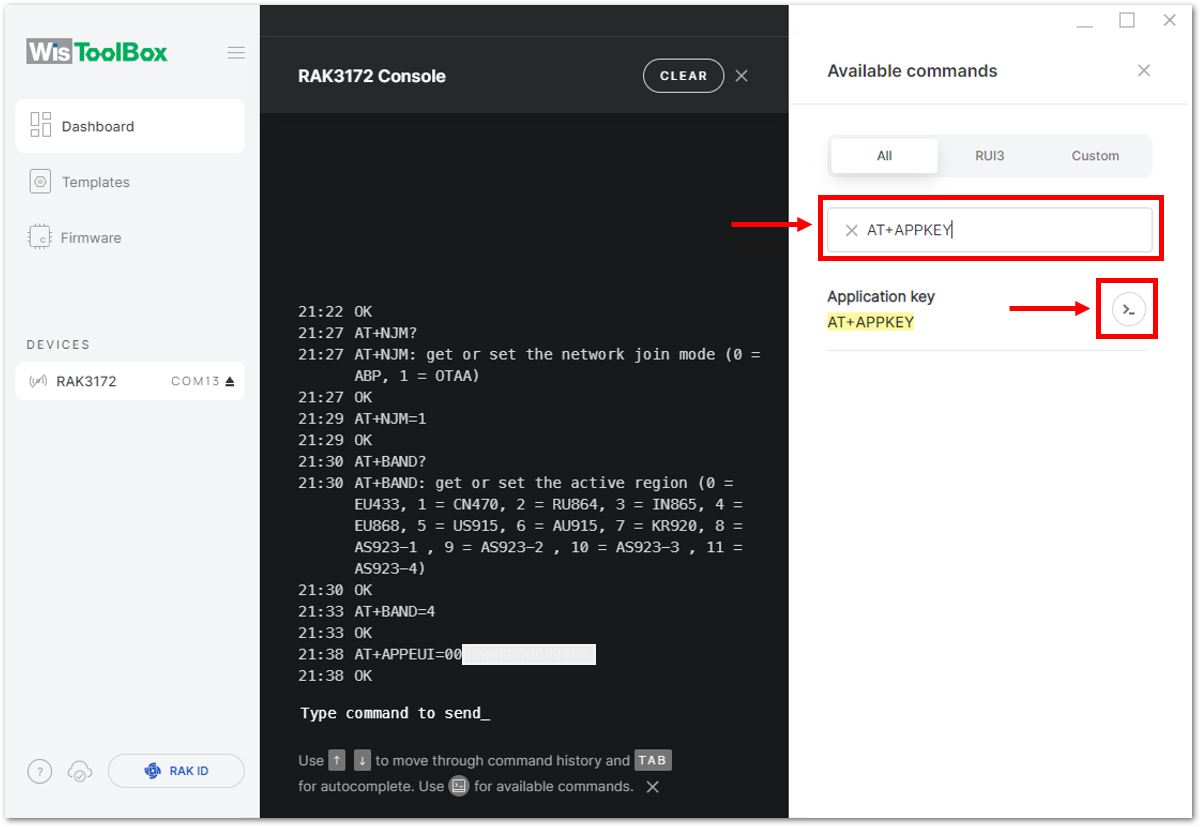 WisToolBox
Dashboard
Templates
Firmware
DEVICES
RAK3172 COM13
?
RAK ID
RAK3172 Console
CLEAR
21:22 OK
21:27 AT+NJM?
21:27 AT+NJM: get or set the network join mode (0 =
ABP, 1 = OTAA)
21:27 OK
21:29 AT+NJM=1
21:29 OK
21:30 AT+BAND?
21:30 AT+BAND: get or set the active region (0 =
EU433, 1 = CN470, 2 = RU864, 3 = IN865, 4 =
EU868, 5 = US915, 6 = AU915, 7 = KR920, 8 =
AS923-1 , 9 = AS923-2 , 10 = AS923-3 , 11 =
AS923-4)
21:30 OK
21:33 AT+BAND=4
21:33 OK
21:38 AT+APPEUI=00
21:38 OK
Type command to send_
Use ↑ ↓ to move through command history and TAB
for autocomplete. Use for available commands.
Available commands
All RUI3 Custom
AT+APPKEY
Application key
AT+APPKEY